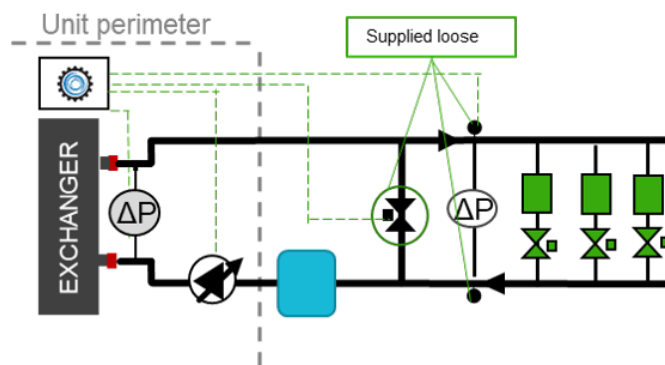 Unit perimeter
Supplied loose
EXCHANGER
ΔP
ΔP